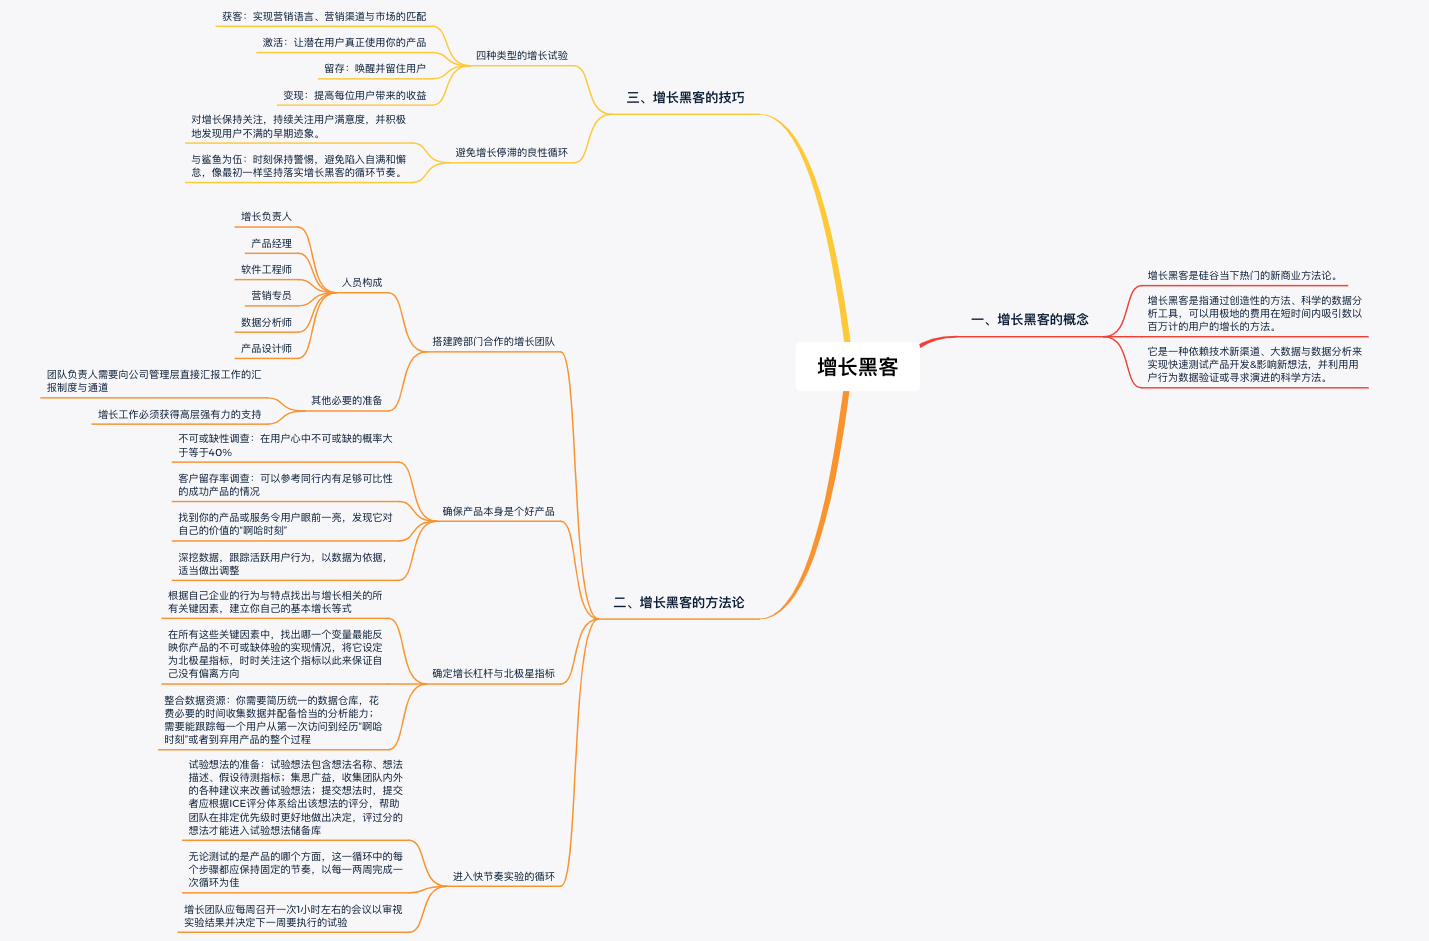 增长黑客
一、增长黑客的概念
增长黑客是硅谷当下热门的新商业方法论。
增长黑客是指通过创造性的方法、科学的数据分
析工具，可以用极地的费用在短时间内吸引数以
百万计的用户的增长的方法。
它是一种依赖技术新渠道、大数据与数据分析来
实现快速测试产品开发&影响新想法，并利用用
户行为数据验证或寻求演进的科学方法。
二、增长黑客的方法论
搭建跨部门合作的增长团队
人员构成
增长负责人
产品经理
软件工程师
营销专员
数据分析师
产品设计师
其他必要的准备
团队负责人需要向公司管理层直接汇报工作的汇
报制度与通道
增长工作必须获得高层强有力的支持
确保产品本身是个好产品
不可或缺性调查：在用户心中不可或缺的概率大
于等于40%
客户留存率调查：可以参考同行内有足够可比性
的成功产品的情况
找到你的产品或服务令用户眼前一亮，发现它对
自己的价值的“啊哈时刻”
深挖数据，跟踪活跃用户行为，以数据为依据，
适当做出调整
确定增长杠杆与北极星指标
根据自己企业的行为与特点找出与增长相关的所
有关键因素，建立你自己的基本增长等式
在所有这些关键因素中，找出哪一个变量最能反
映你产品的不可或缺体验的实现情况，将它设定
为北极星指标，时时关注这个指标以此来保证自
己没有偏离方向
整合数据资源：你需要简历统一的数据仓库，花
费必要的时间收集数据并配备恰当的分析能力；
需要能跟踪每一个用户从第一次访问到经历“啊哈
时刻”或者到弃用产品的整个过程
进入快节奏实验的循环
试验想法的准备：试验想法包含想法名称、想法
描述、假设待测指标；集思广益，收集团队内外
的各种建议来改善试验想法；提交想法时，提交
者应根据ICE评分体系给出该想法的评分，帮助
团队在排定优先级时更好地做出决定，评过分的
想法才能进入试验想法储备库
无论测试的是产品的哪个方面，这一循环中的每
个步骤都应保持固定的节奏，以每一两周完成一
次循环为佳
增长团队应每周召开一次1小时左右的会议以审视
实验结果并决定下一周要执行的试验
三、增长黑客的技巧
四种类型的增长试验
获客：实现营销语言、营销渠道与市场的匹配
激活：让潜在用户真正使用你的产品
留存：唤醒并留住用户
变现：提高每位用户带来的收益
避免增长停滞的良性循环
对增长保持关注，持续关注用户满意度，并积极
地发现用户不满的早期迹象。
与鲨鱼为伍：时刻保持警惕，避免陷入自满和懈
怠，像最初一样坚持落实增长黑客的循环节奏。